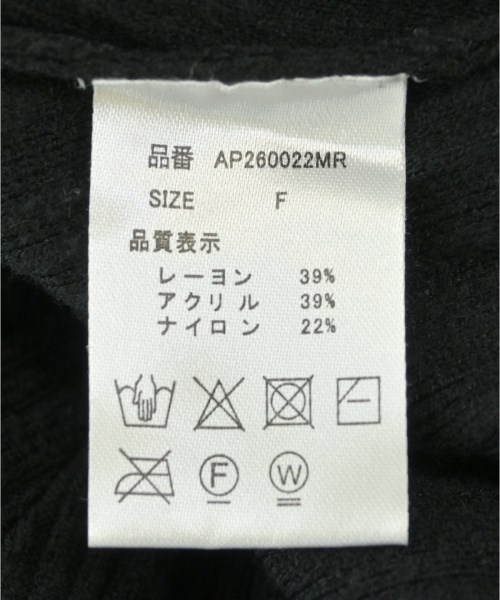 品番 AP260022MR
SIZE F
品質表示
レーヨン 39%
アクリル 39%
ナイロン 22%
F
W